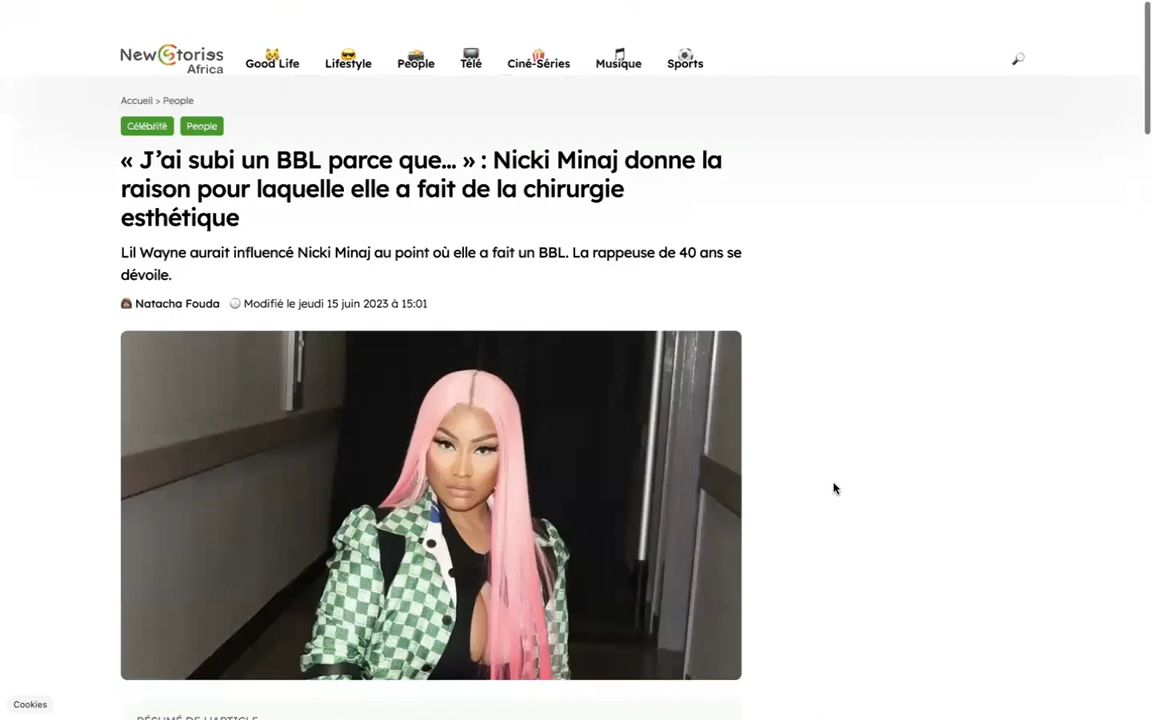 NewStories
Africa
Good Life
Lifestyle
People
Télé
Ciné-Séries
Musique
Sports
Accueil > People
Célébrité
People
« J’ai subi un BBL parce que… » : Nicki Minaj donne la
raison pour laquelle elle a fait de la chirurgie
esthétique
Lil Wayne aurait influencé Nicki Minaj au point où elle a fait un BBL. La rappeuse de 40 ans se
dévoile.
Natacha Fouda
Modifié le jeudi 15 juin 2023 à 15:01
Cookies
RÉSUMÉ DE L'ARTICLE